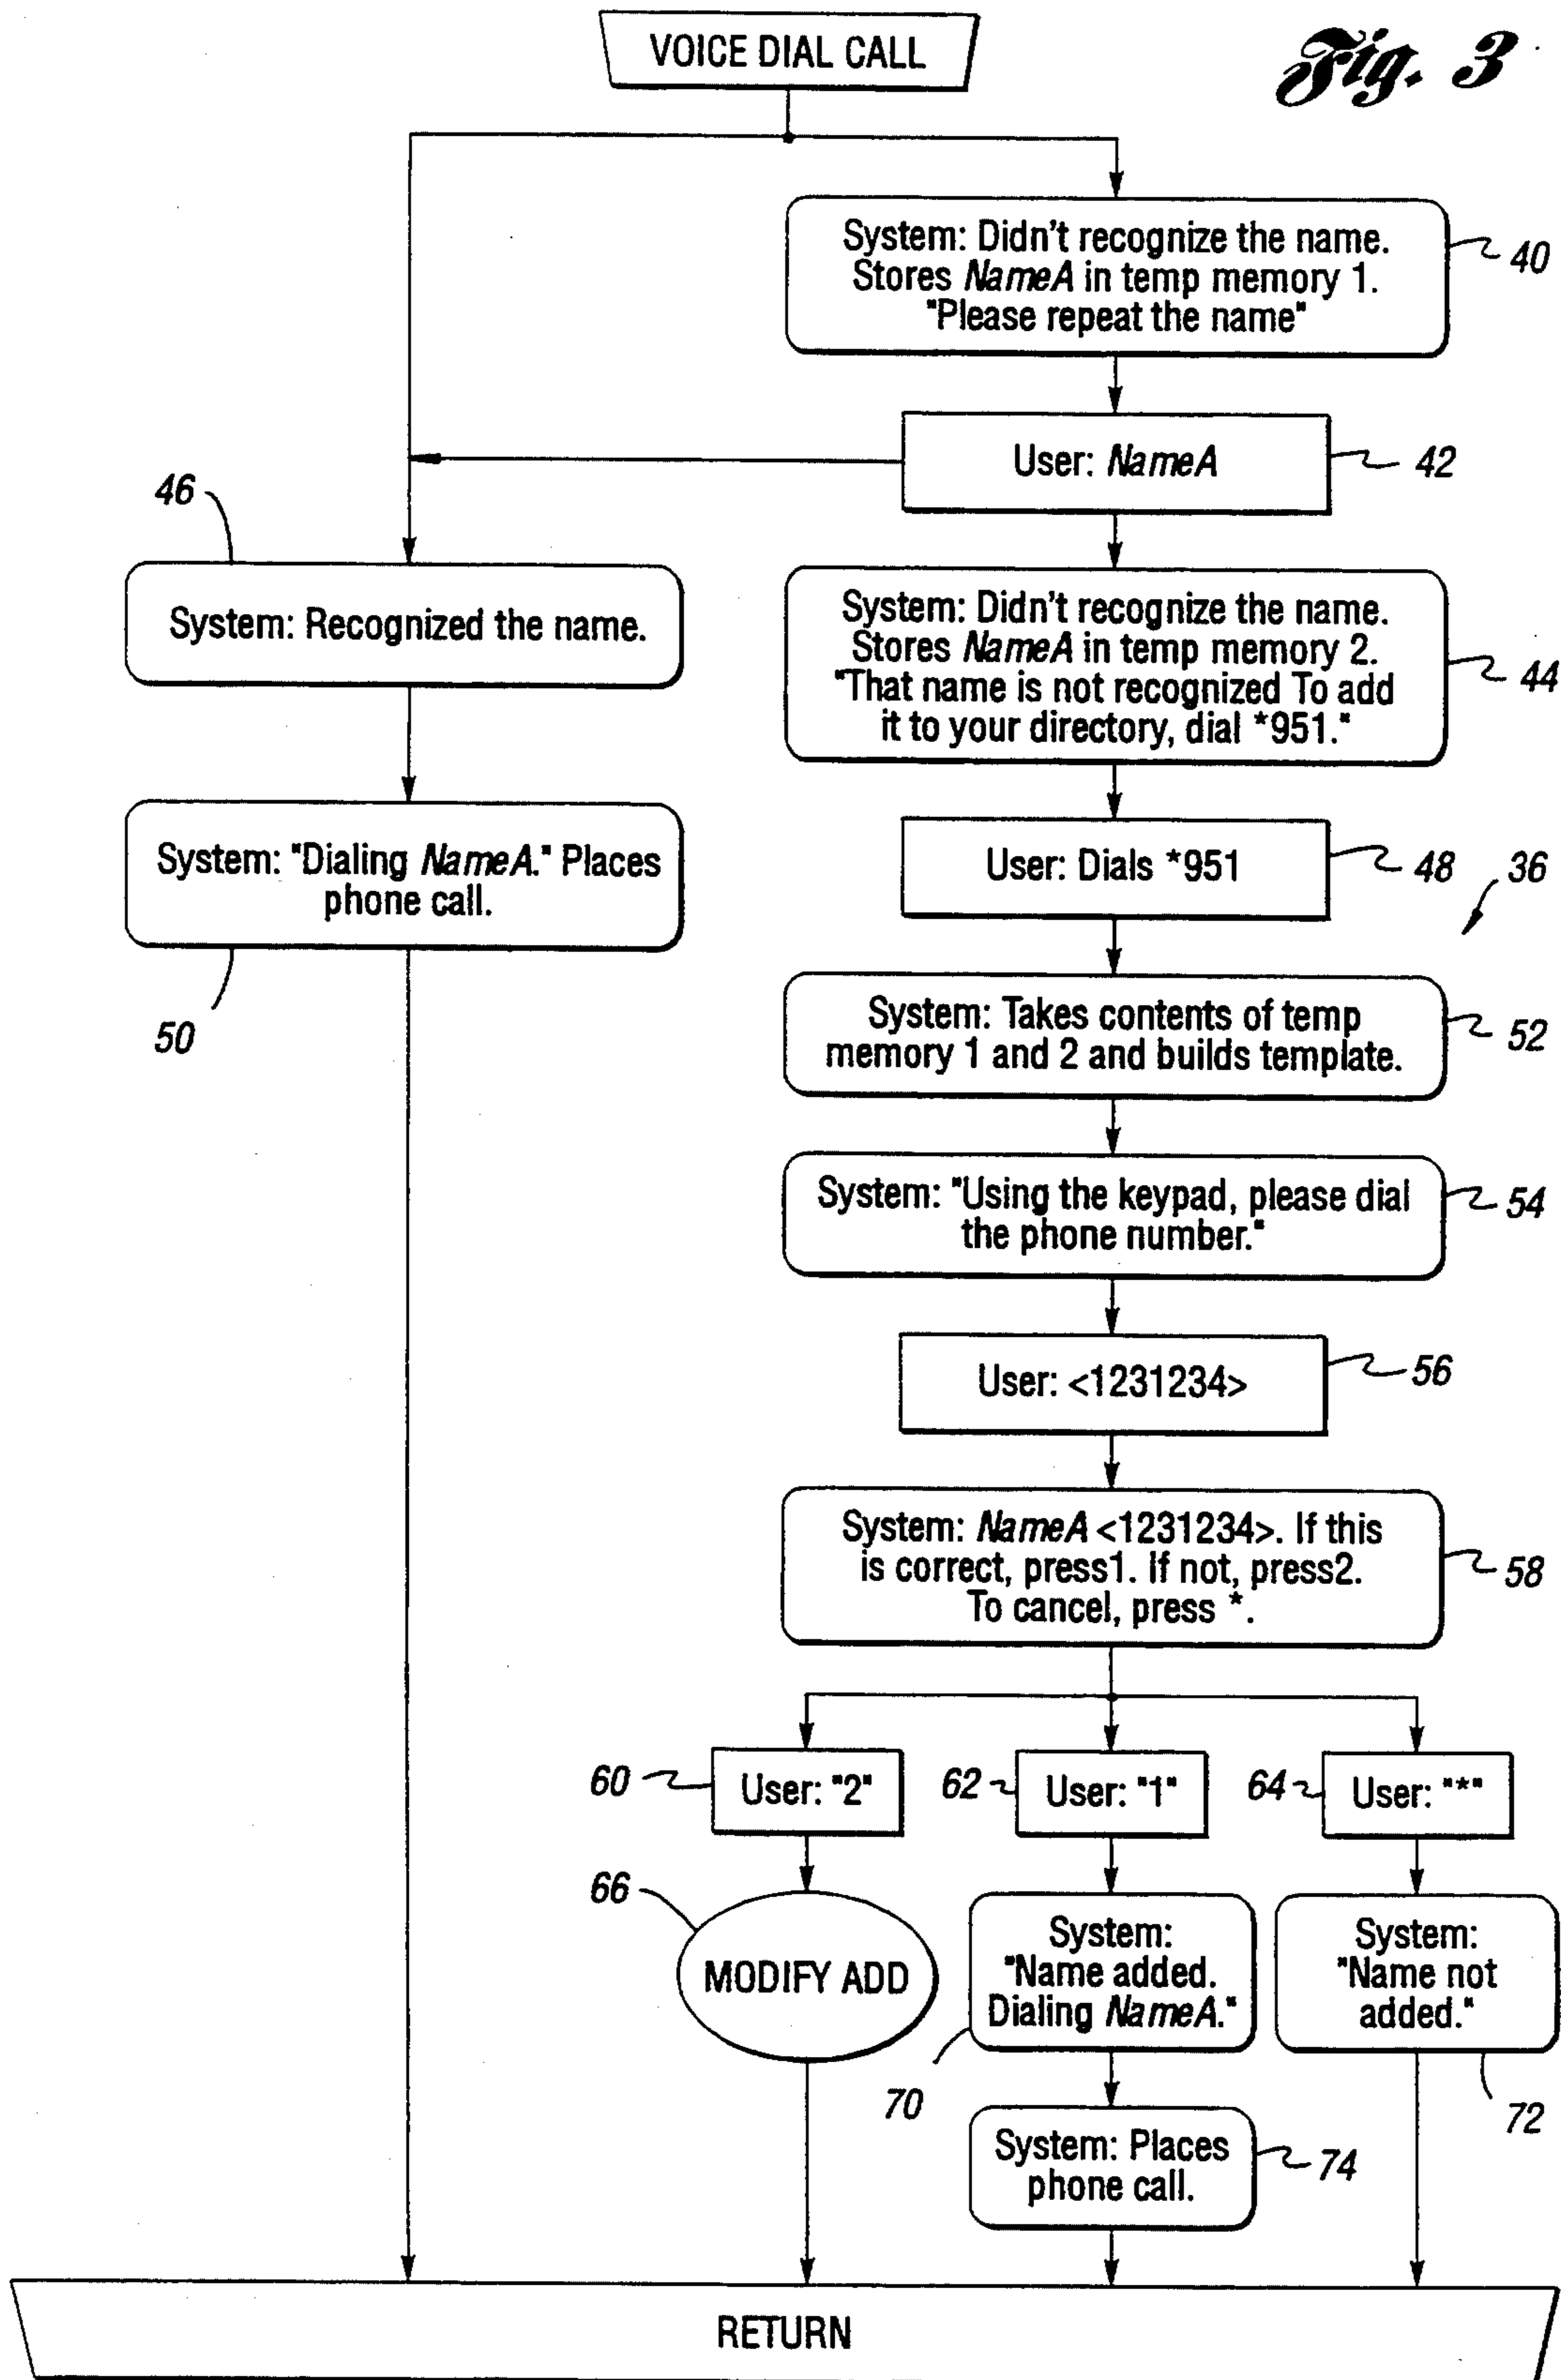 VOICE DIAL CALL
Fig. 3
System: Didn't recognize the name.
Stores NameA in temp memory 1.
"Please repeat the name"
40
User: NameA
42
46
System: Recognized the name.
System: Didn't recognize the name.
Stores NameA in temp memory 2.
"That name is not recognized To add
it to your directory, dial *951."
44
System: "Dialing NameA." Places
phone call.
50
User: Dials *951
48
36
System: Takes contents of temp
memory 1 and 2 and builds template.
52
System: "Using the keypad, please dial
the phone number."
54
User: <1231234>
56
System: NameA <1231234>. If this
is correct, press1. If not, press2.
To cancel, press *.
58
60
User: "2"
62
User: "1"
64
User: "*"
66
MODIFY ADD
System:
"Name added.
Dialing NameA."
70
System:
"Name not
added."
72
System: Places
phone call.
74
RETURN